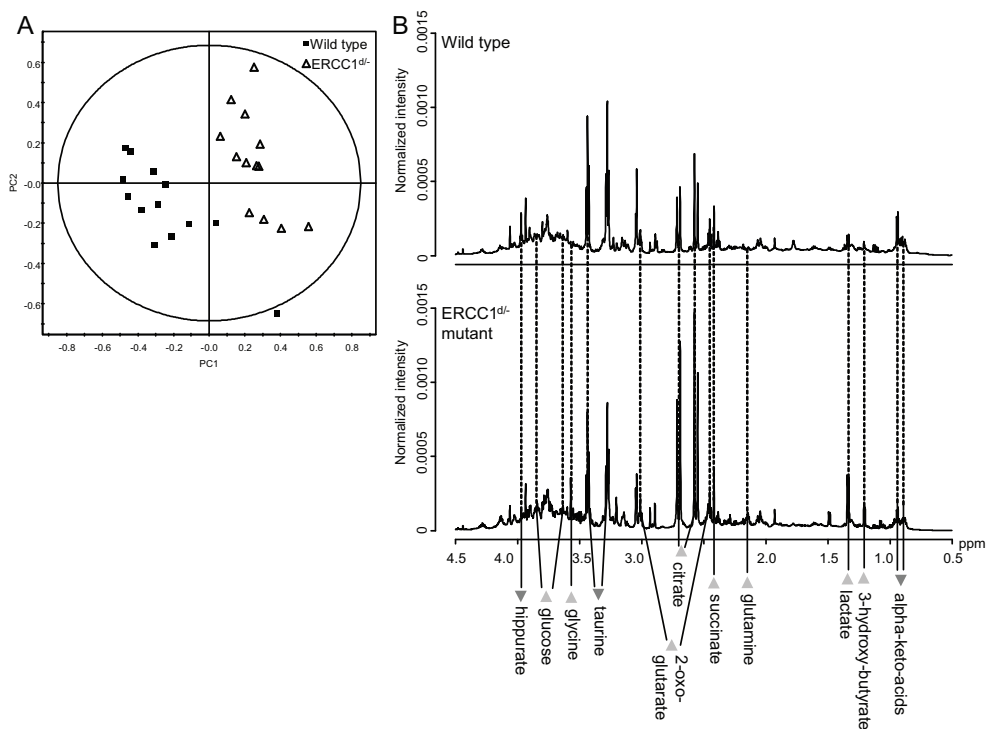 A
Wild type
ERCC1d/-
0.6
0.4
0.2
-0.0
-0.2
-0.4
-0.6
PC2
-0.8
-0.6
-0.4
-0.2
0.0
0.2
0.4
0.6
0.8
PC1
B
Wild type
Normalized intensity
0.0015
0.0010
0.0005
0
ERCC1d/-
mutant
Normalized intensity
0.0015
0.0010
0.0005
0
4.5
4.0
3.5
3.0
2.5
2.0
1.5
1.0
0.5
ppm
hippurate
glucose
glycine
taurine
2-oxo-
glutarate
citrate
succinate
glutamine
lactate
3-hydroxy-butyrate
alpha-keto-acids